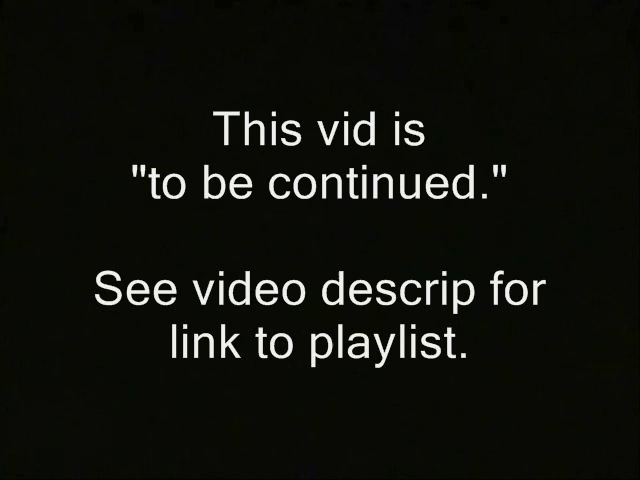 This vid is
"to be continued."
See video descrip for
link to playlist.